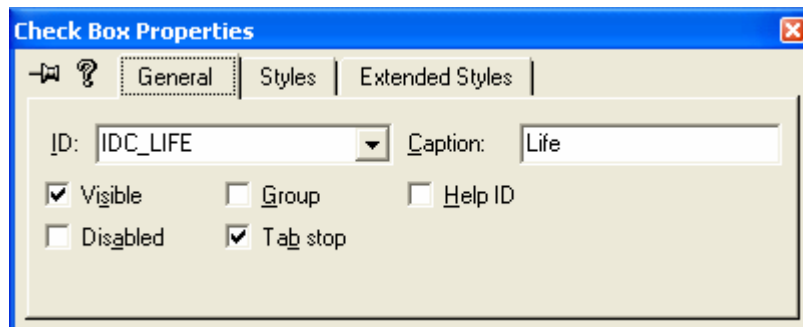 Check Box Properties
General Styles Extended Styles
ID: IDC_LIFE Caption: Life
Visible Group Help ID
Disabled Tab stop